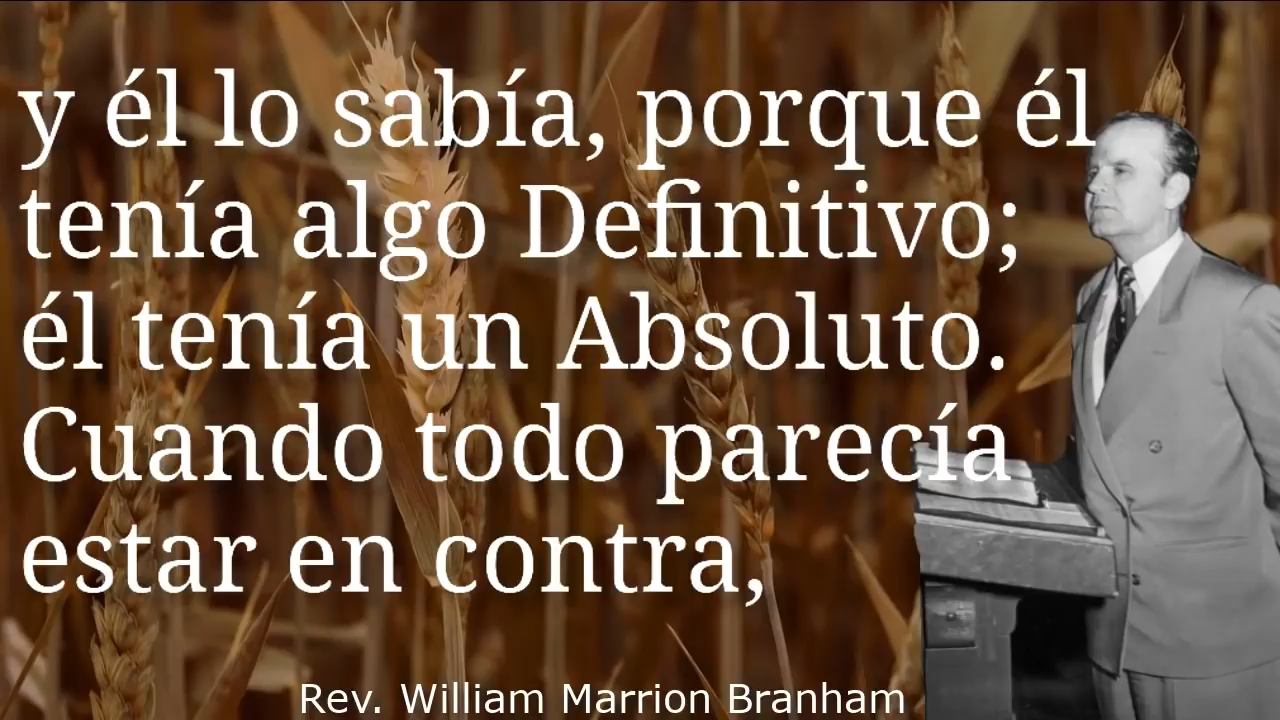 y él lo sabía, porque él
tenía algo Definitivo;
él tenía un Absoluto.
Cuando todo parecía
estar en contra,
Rev. William Marrion Branham